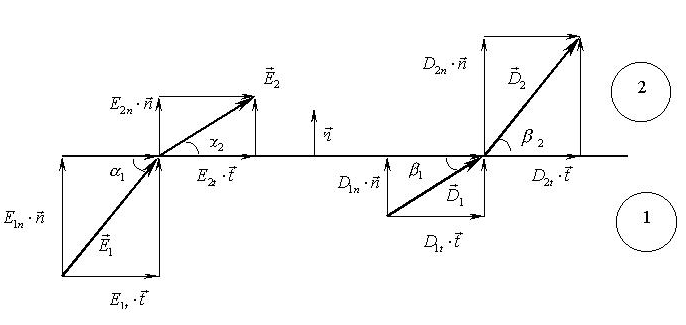 D⃗₂
D₂ₙ·n⃗
2
E⃗₂
E₂ₙ·n⃗
n⃗
β₂
α₂
α₁
E₂ₜ·t⃗
D₁ₙ·n⃗
β₁
D⃗₁
D₂ₜ·t⃗
E₁ₙ·n⃗
E⃗₁
D₁ₜ·t⃗
1
E₁ₜ·t⃗